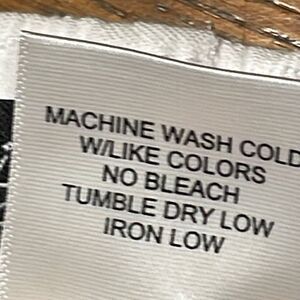 MACHINE WASH COLD
W/LIKE COLORS
NO BLEACH
TUMBLE DRY LOW
IRON LOW